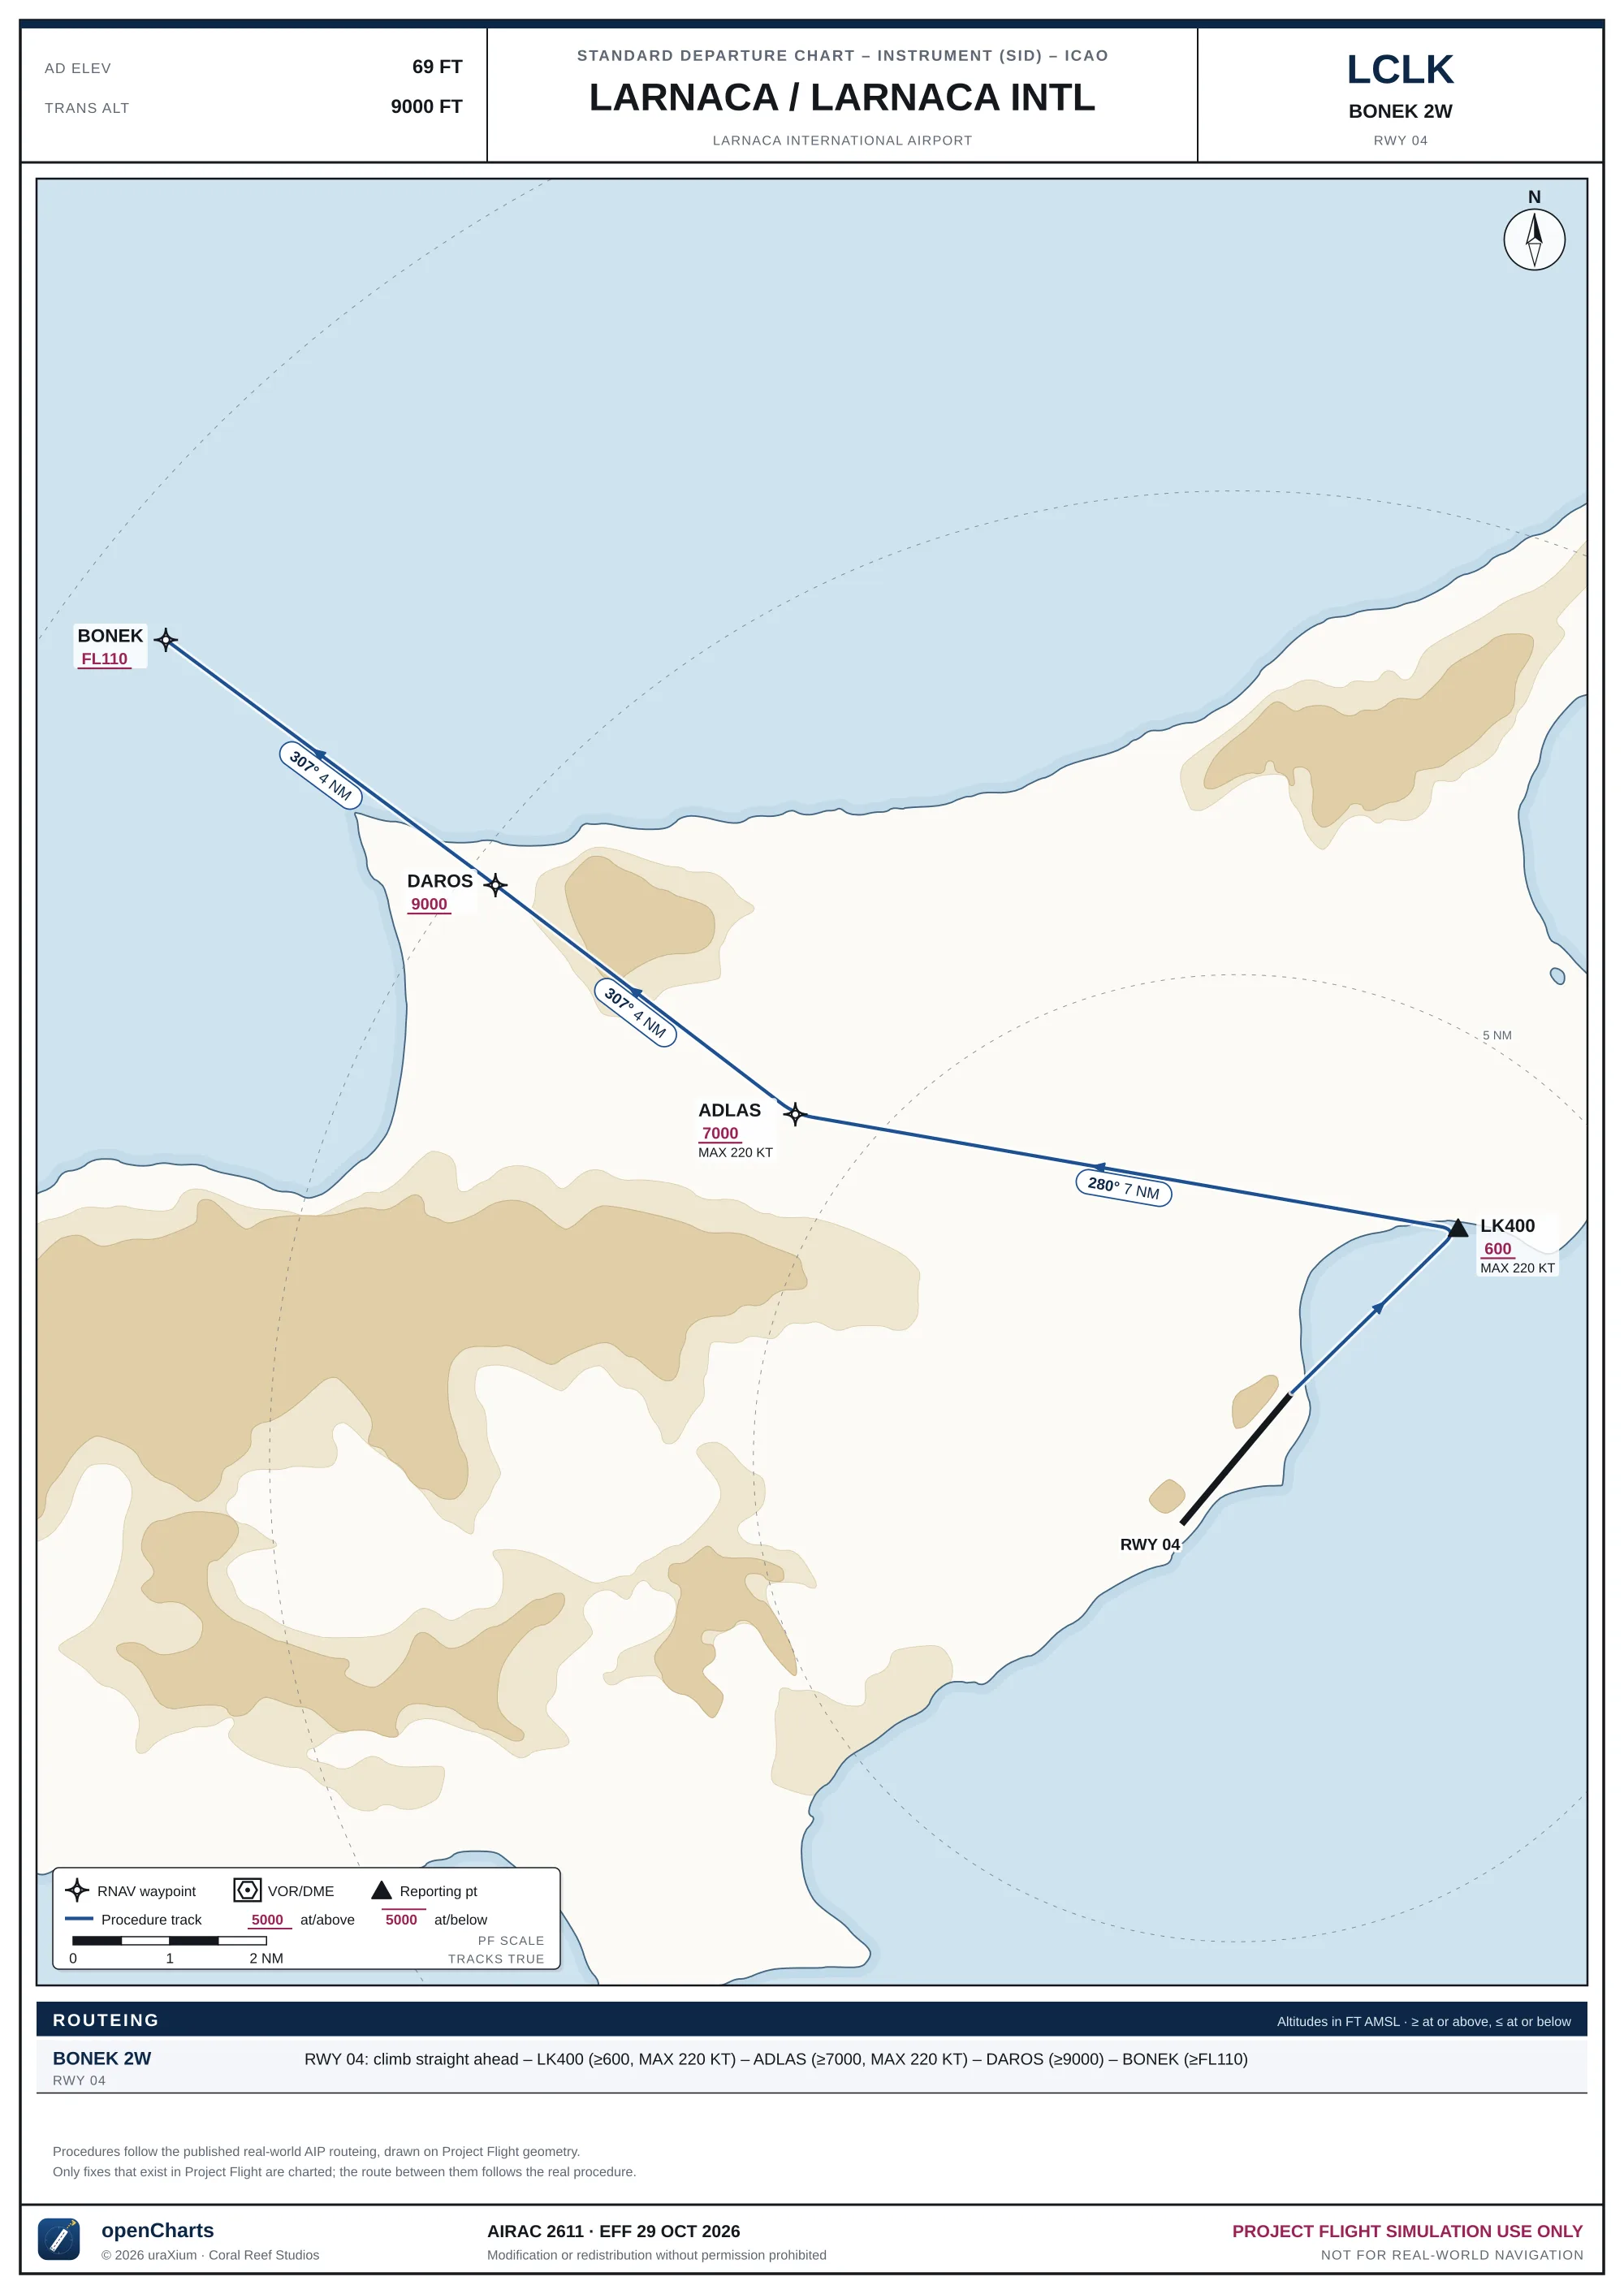 AD ELEV 69 FT
TRANS ALT 9000 FT
STANDARD DEPARTURE CHART – INSTRUMENT (SID) – ICAO
LARNACA / LARNACA INTL
LARNACA INTERNATIONAL AIRPORT
LCLK
BONEK 2W
RWY 04
N
BONEK
FL110
307° 4 NM
DAROS
9000
307° 4 NM
5 NM
ADLAS
7000
MAX 220 KT
280° 7 NM
LK400
600
MAX 220 KT
RWY 04
RNAV waypoint VOR/DME Reporting pt
Procedure track 5000 at/above 5000 at/below
PF SCALE
0 1 2 NM TRACKS TRUE
ROUTEING Altitudes in FT AMSL · ≥ at or above, ≤ at or below
BONEK 2W RWY 04: climb straight ahead – LK400 (≥600, MAX 220 KT) – ADLAS (≥7000, MAX 220 KT) – DAROS (≥9000) – BONEK (≥FL110)
RWY 04
Procedures follow the published real-world AIP routeing, drawn on Project Flight geometry.
Only fixes that exist in Project Flight are charted; the route between them follows the real procedure.
openCharts AIRAC 2611 · EFF 29 OCT 2026 PROJECT FLIGHT SIMULATION USE ONLY
© 2026 uraXium · Coral Reef Studios Modification or redistribution without permission prohibited NOT FOR REAL-WORLD NAVIGATION